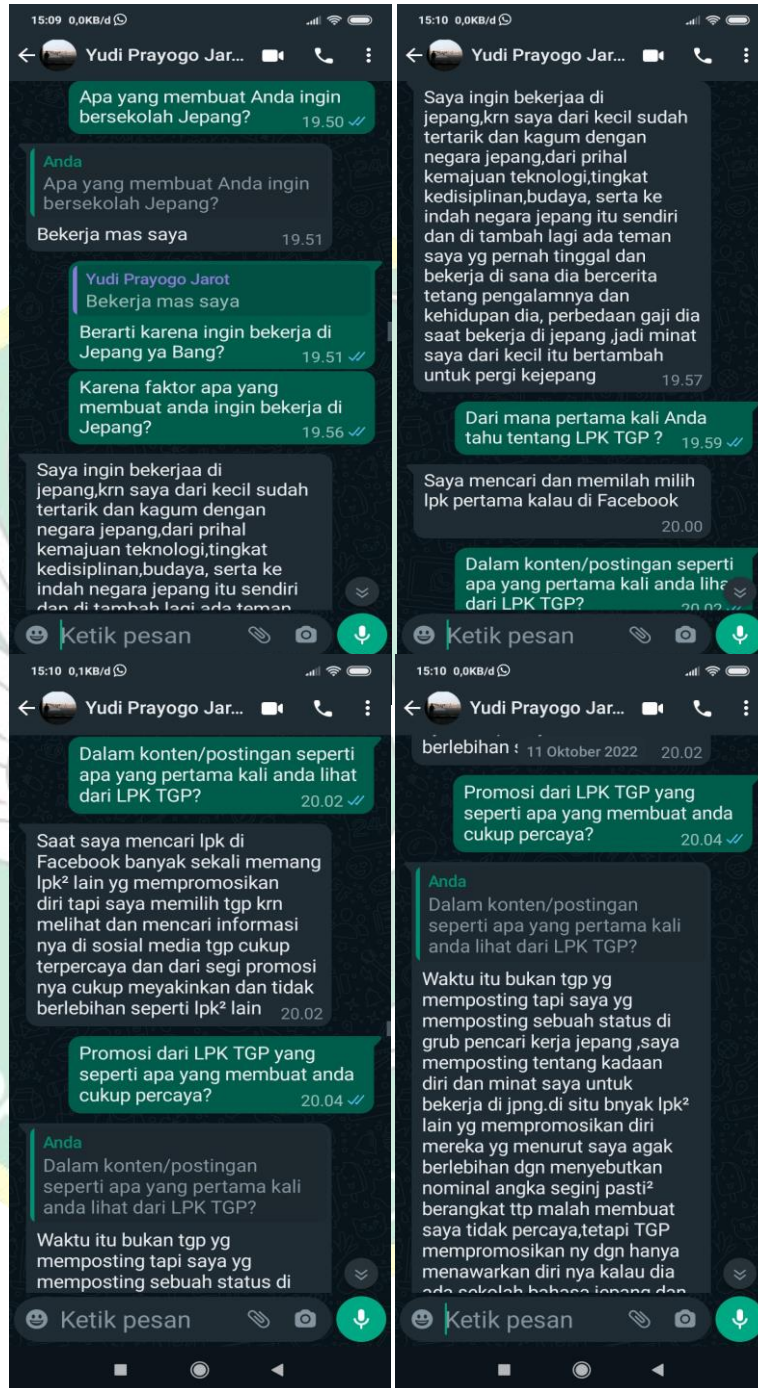 15:09 0,0KB/d
Yudi Prayogo Jar...
Apa yang membuat Anda ingin
bersekolah Jepang?
19.50
Anda
Apa yang membuat Anda ingin
bersekolah Jepang?
Bekerja mas saya
19.51
Yudi Prayogo Jarot
Bekerja mas saya
Berarti karena ingin bekerja di
Jepang ya Bang?
19.51
Karena faktor apa yang
membuat anda ingin bekerja di
Jepang?
19.56
Saya ingin bekerjaa di
jepang,krn saya dari kecil sudah
tertarik dan kagum dengan
negara jepang,dari prihal
kemajuan teknologi,tingkat
kedisiplinan,budaya, serta ke
indah negara jepang itu sendiri
dan di tambah lagi ada teman
Ketik pesan
15:10 0,0KB/d
Yudi Prayogo Jar...
Saya ingin bekerjaa di
jepang,krn saya dari kecil sudah
tertarik dan kagum dengan
negara jepang,dari prihal
kemajuan teknologi,tingkat
kedisiplinan,budaya, serta ke
indah negara jepang itu sendiri
dan di tambah lagi ada teman
saya yg pernah tinggal dan
bekerja di sana dia bercerita
tetang pengalamnya dan
kehidupan dia, perbedaan gaji dia
saat bekerja di jepang ,jadi minat
saya dari kecil itu bertambah
untuk pergi kejepang
19.57
Dari mana pertama kali Anda
tahu tentang LPK TGP ?
19.59
Saya mencari dan memilah milih
lpk pertama kalau di Facebook
20.00
Dalam konten/postingan seperti
apa yang pertama kali anda liha
dari LPK TGP?
20.02
Ketik pesan
15:10 0,1KB/d
Yudi Prayogo Jar...
Dalam konten/postingan seperti
apa yang pertama kali anda lihat
dari LPK TGP?
20.02
Saat saya mencari lpk di
Facebook banyak sekali memang
lpk² lain yg mempromosikan
diri tapi saya memilih tgp krn
melihat dan mencari informasi
nya di sosial media tgp cukup
terpercaya dan dari segi promosi
nya cukup meyakinkan dan tidak
berlebihan seperti lpk² lain
20.02
Promosi dari LPK TGP yang
seperti apa yang membuat anda
cukup percaya?
20.04
Anda
Dalam konten/postingan
seperti apa yang pertama kali
anda lihat dari LPK TGP?
Waktu itu bukan tgp yg
memposting tapi saya yg
memposting sebuah status di
Ketik pesan
15:10 0,0KB/d
Yudi Prayogo Jar...
berlebihan s
11 Oktober 2022
20.02
Promosi dari LPK TGP yang
seperti apa yang membuat anda
cukup percaya?
20.04
Anda
Dalam konten/postingan
seperti apa yang pertama kali
anda lihat dari LPK TGP?
Waktu itu bukan tgp yg
memposting tapi saya yg
memposting sebuah status di
grub pencari kerja jepang ,saya
memposting tentang kadaan
diri dan minat saya untuk
bekerja di jpng.di situ bnyak lpk²
lain yg mempromosikan diri
mereka yg menurut saya agak
berlebihan dgn menyebutkan
nominal angka seginj pasti²
berangkat ttp malah membuat
saya tidak percaya,tetapi TGP
mempromosikan ny dgn hanya
menawarkan diri nya kalau dia
ada sekolah bahasa jepang dan
Ketik pesan